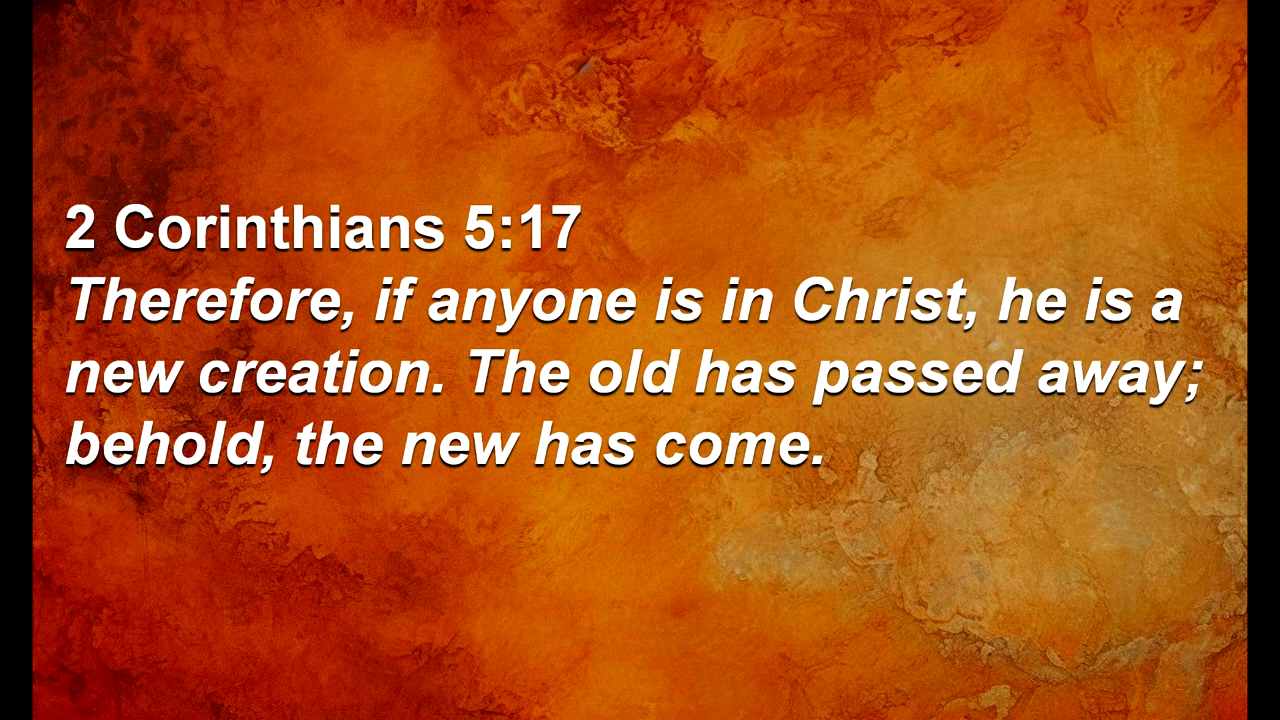 2 Corinthians 5:17
Therefore, if anyone is in Christ, he is a
new creation. The old has passed away;
behold, the new has come.